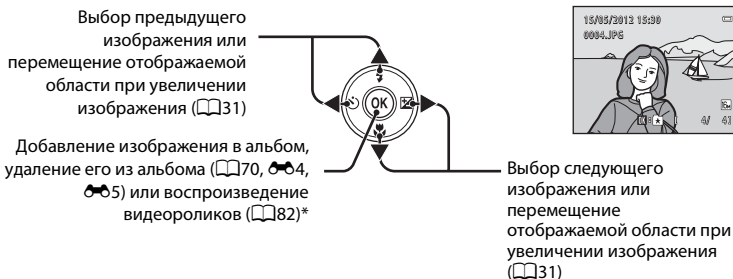 Выбор предыдущего
изображения или
перемещение отображаемой
области при увеличении
изображения (31)
Добавление изображения в альбом,
удаление его из альбома (70, 4,
5) или воспроизведение
видеороликов (82)*
OK
15/05/2012 15:30
0004.JPG
4/ 4
Выбор следующего
изображения или
перемещение
отображаемой области при
увеличении изображения
(31)